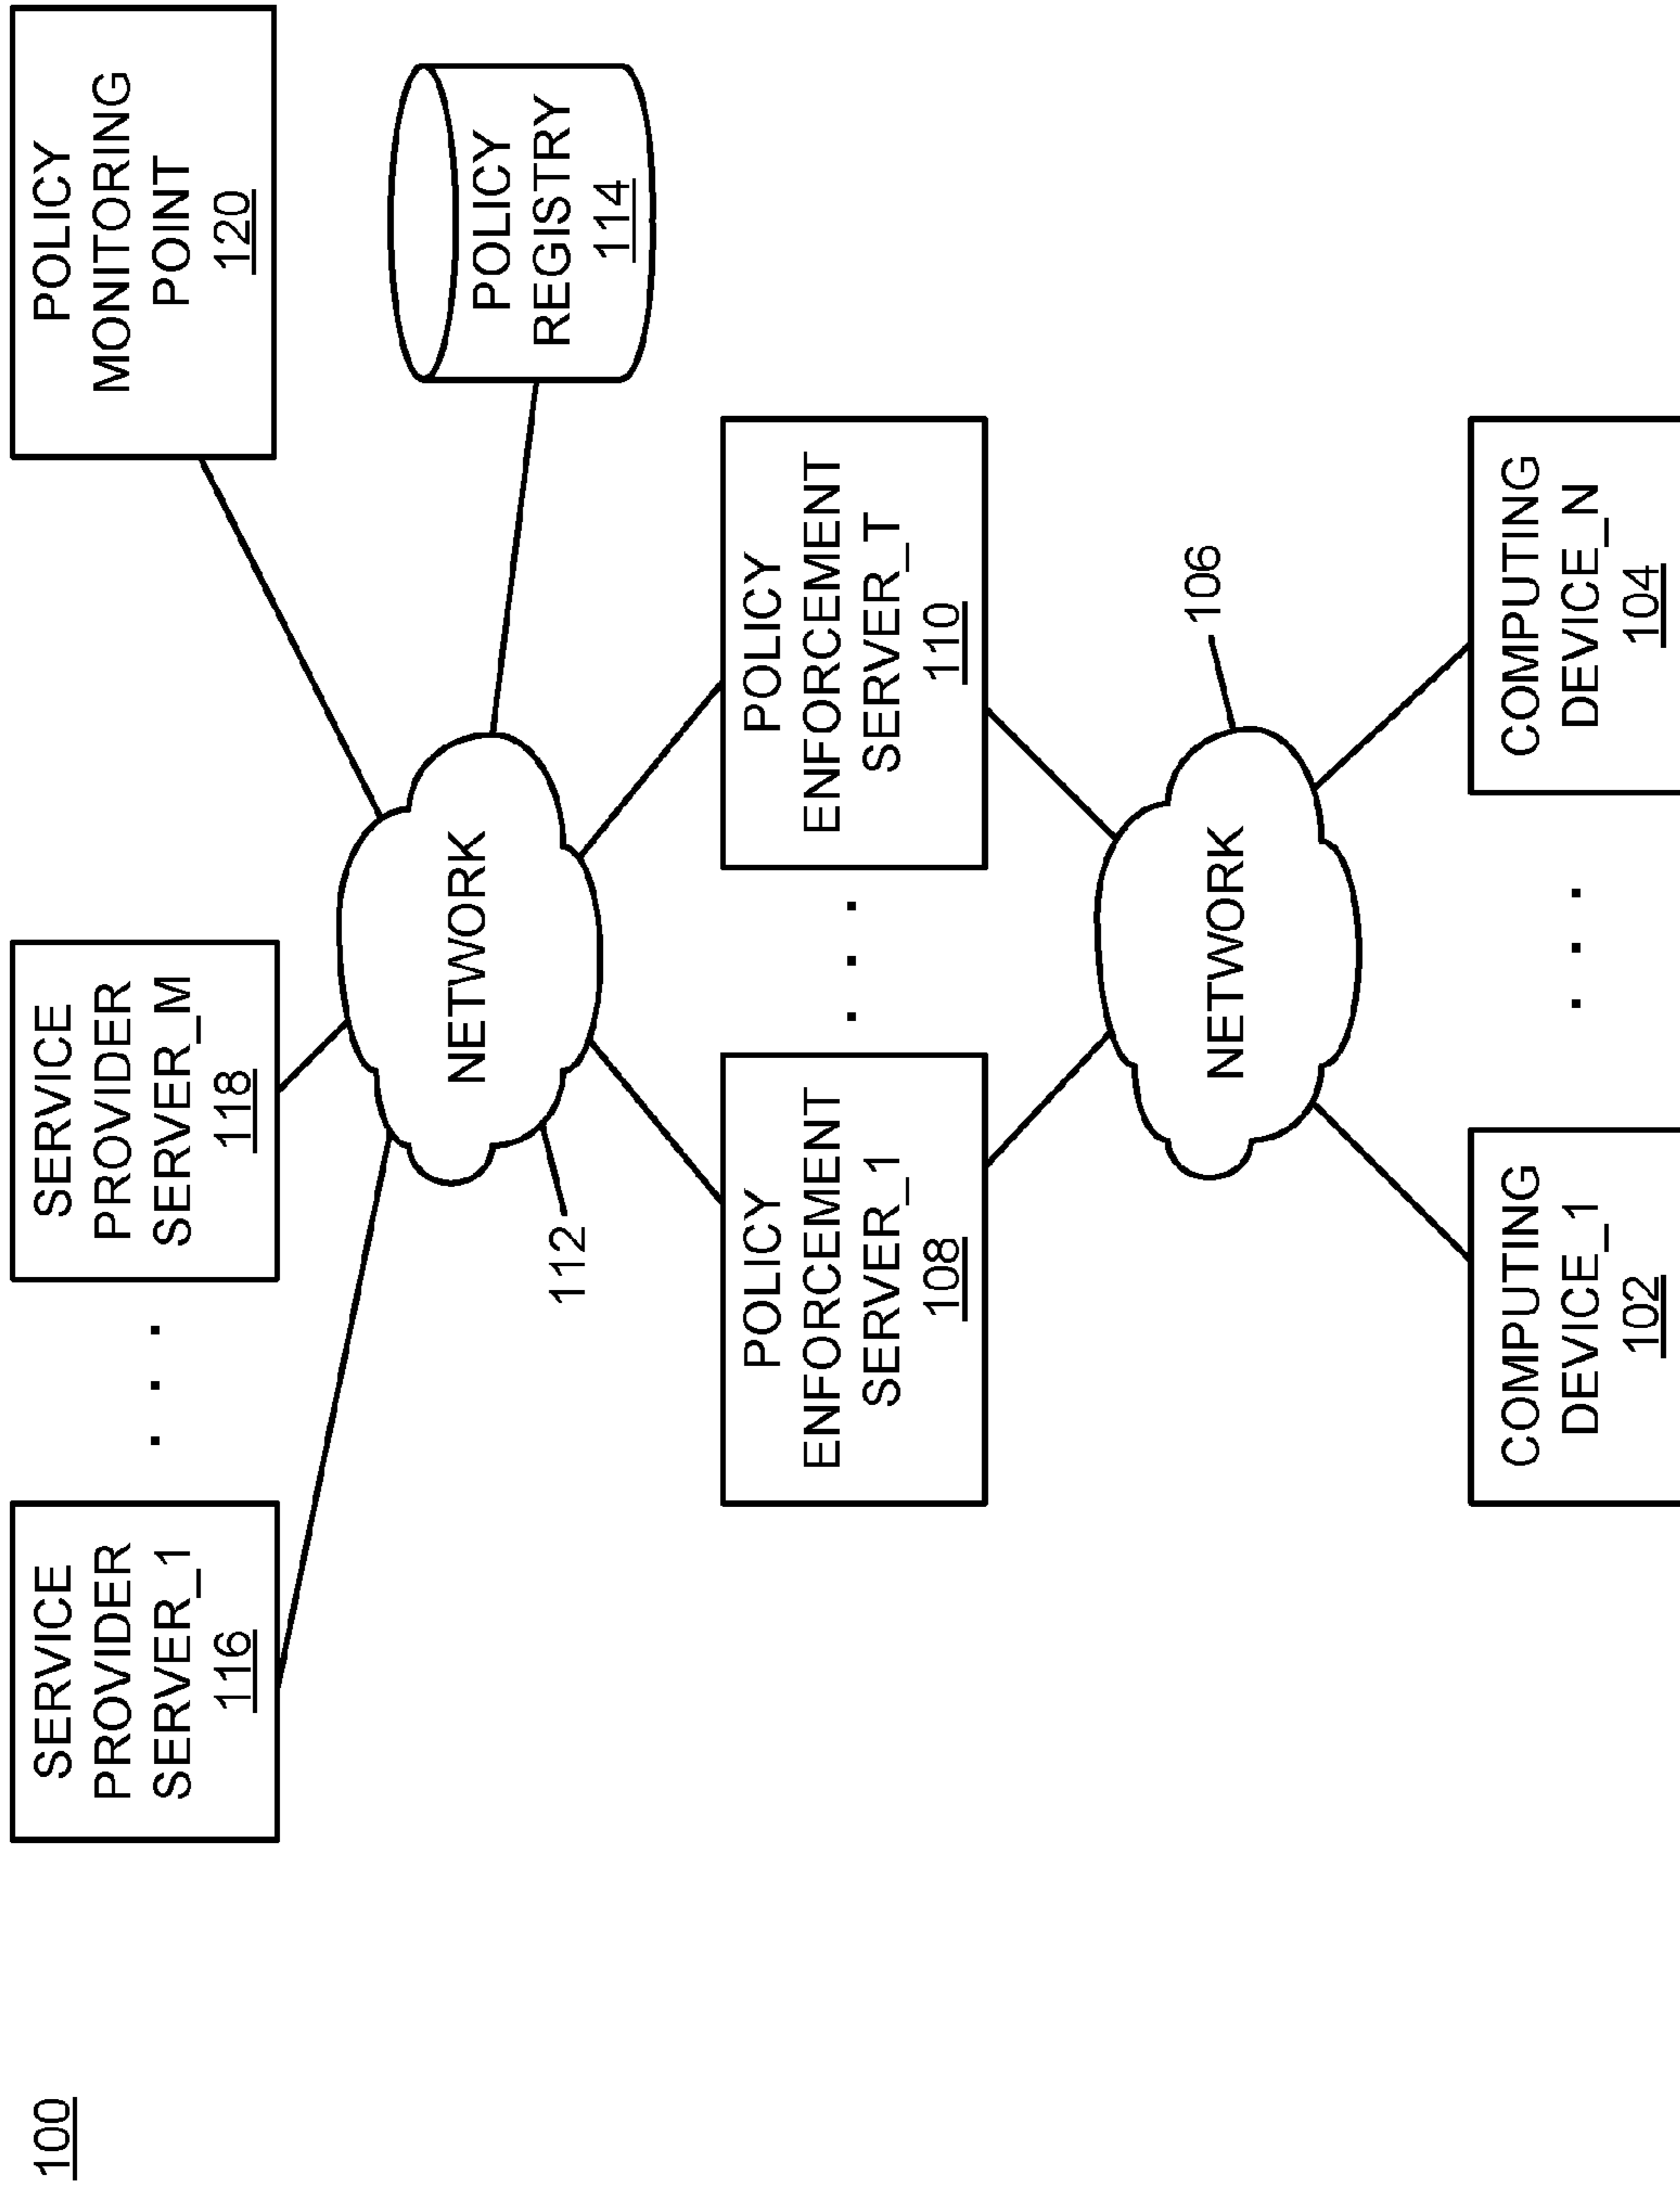 100
SERVICE
PROVIDER
SERVER_1
116
. . .
SERVICE
PROVIDER
SERVER_M
118
POLICY
MONITORING
POINT
120
NETWORK
112
POLICY
REGISTRY
114
POLICY
ENFORCEMENT
SERVER_1
108
. . .
POLICY
ENFORCEMENT
SERVER_T
110
NETWORK
106
COMPUTING
DEVICE_1
102
. . .
COMPUTING
DEVICE_N
104